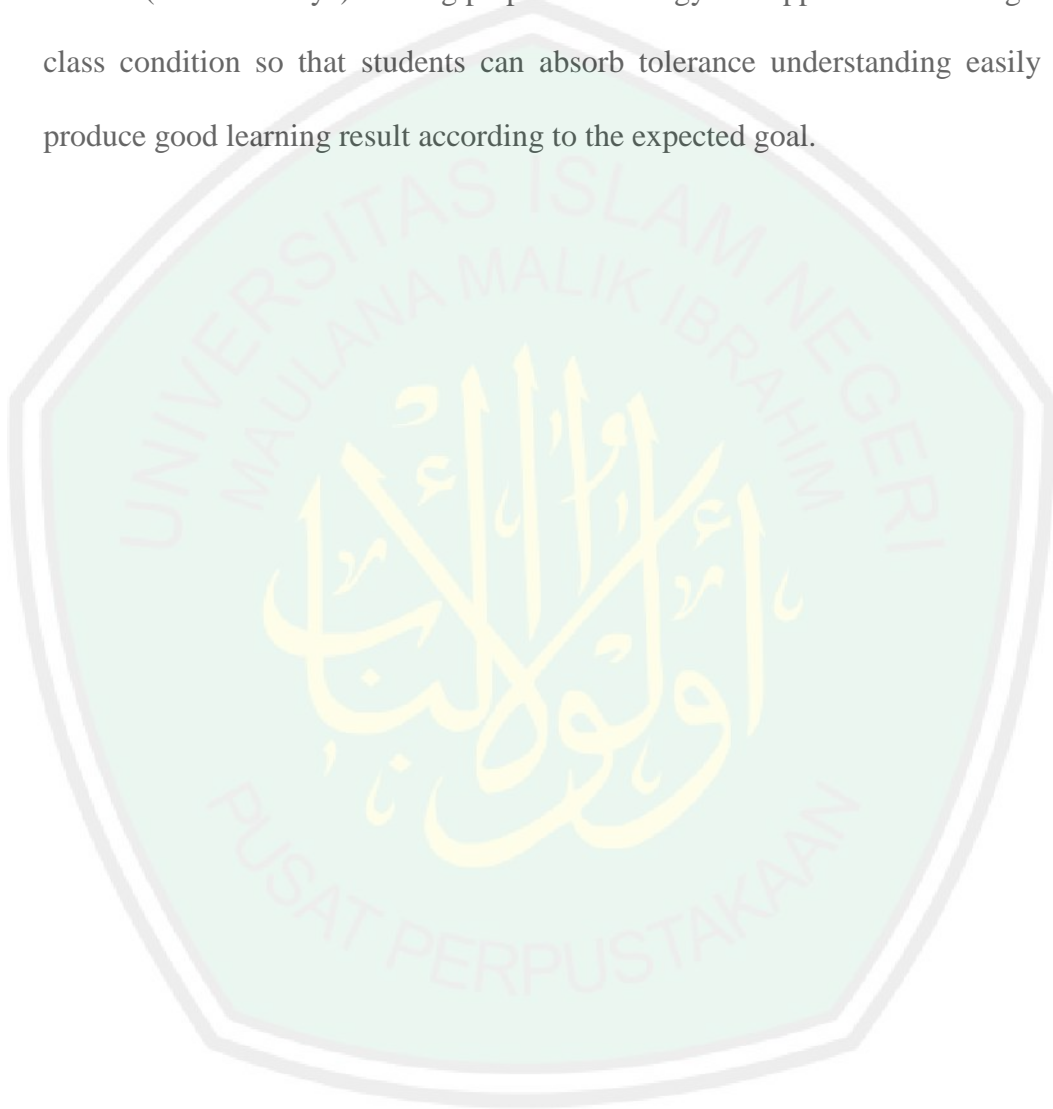 class condition so that students can absorb tolerance understanding easily
produce good learning result according to the expected goal.
UNIVERSITAS ISLAM NEGERI
MAULANA MALIK IBRAHIM
أولوا الألباب
PUSAT PERPUSTAKAAN